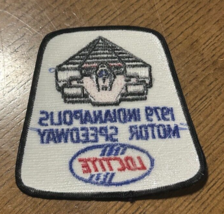 1979 INDIANAPOLIS
MOTOR SPEEDWAY
LOCTITE